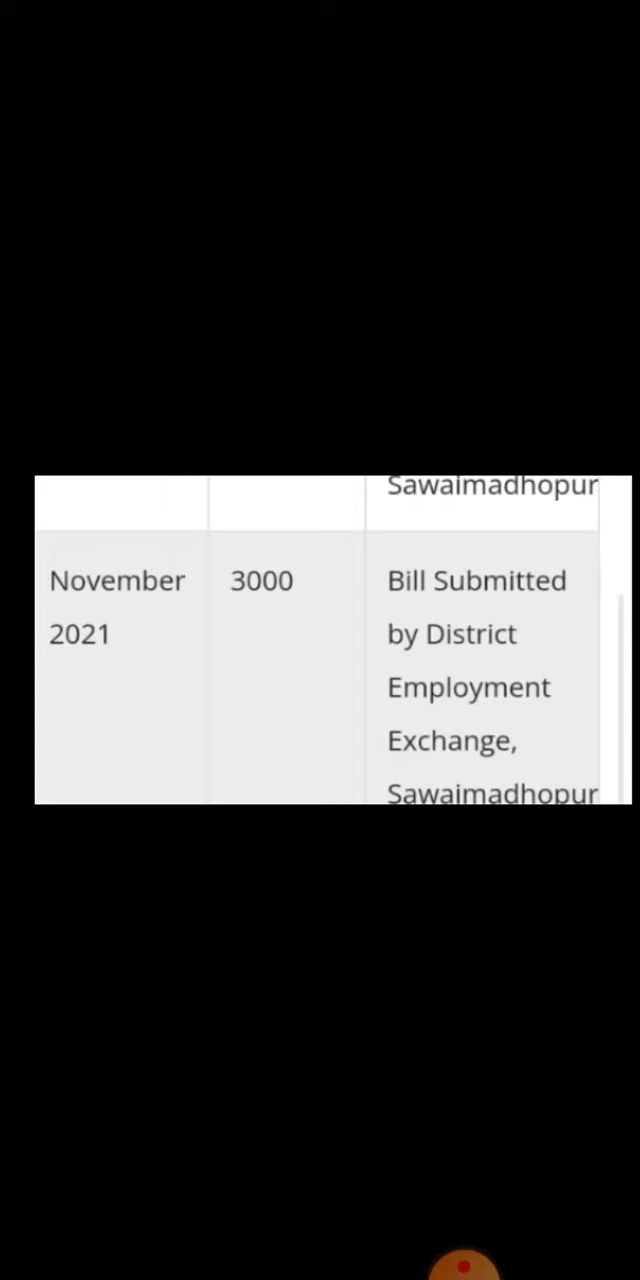 Sawaimadhopur
November 3000 Bill Submitted
2021 by District
Employment
Exchange,
Sawaimadhopur